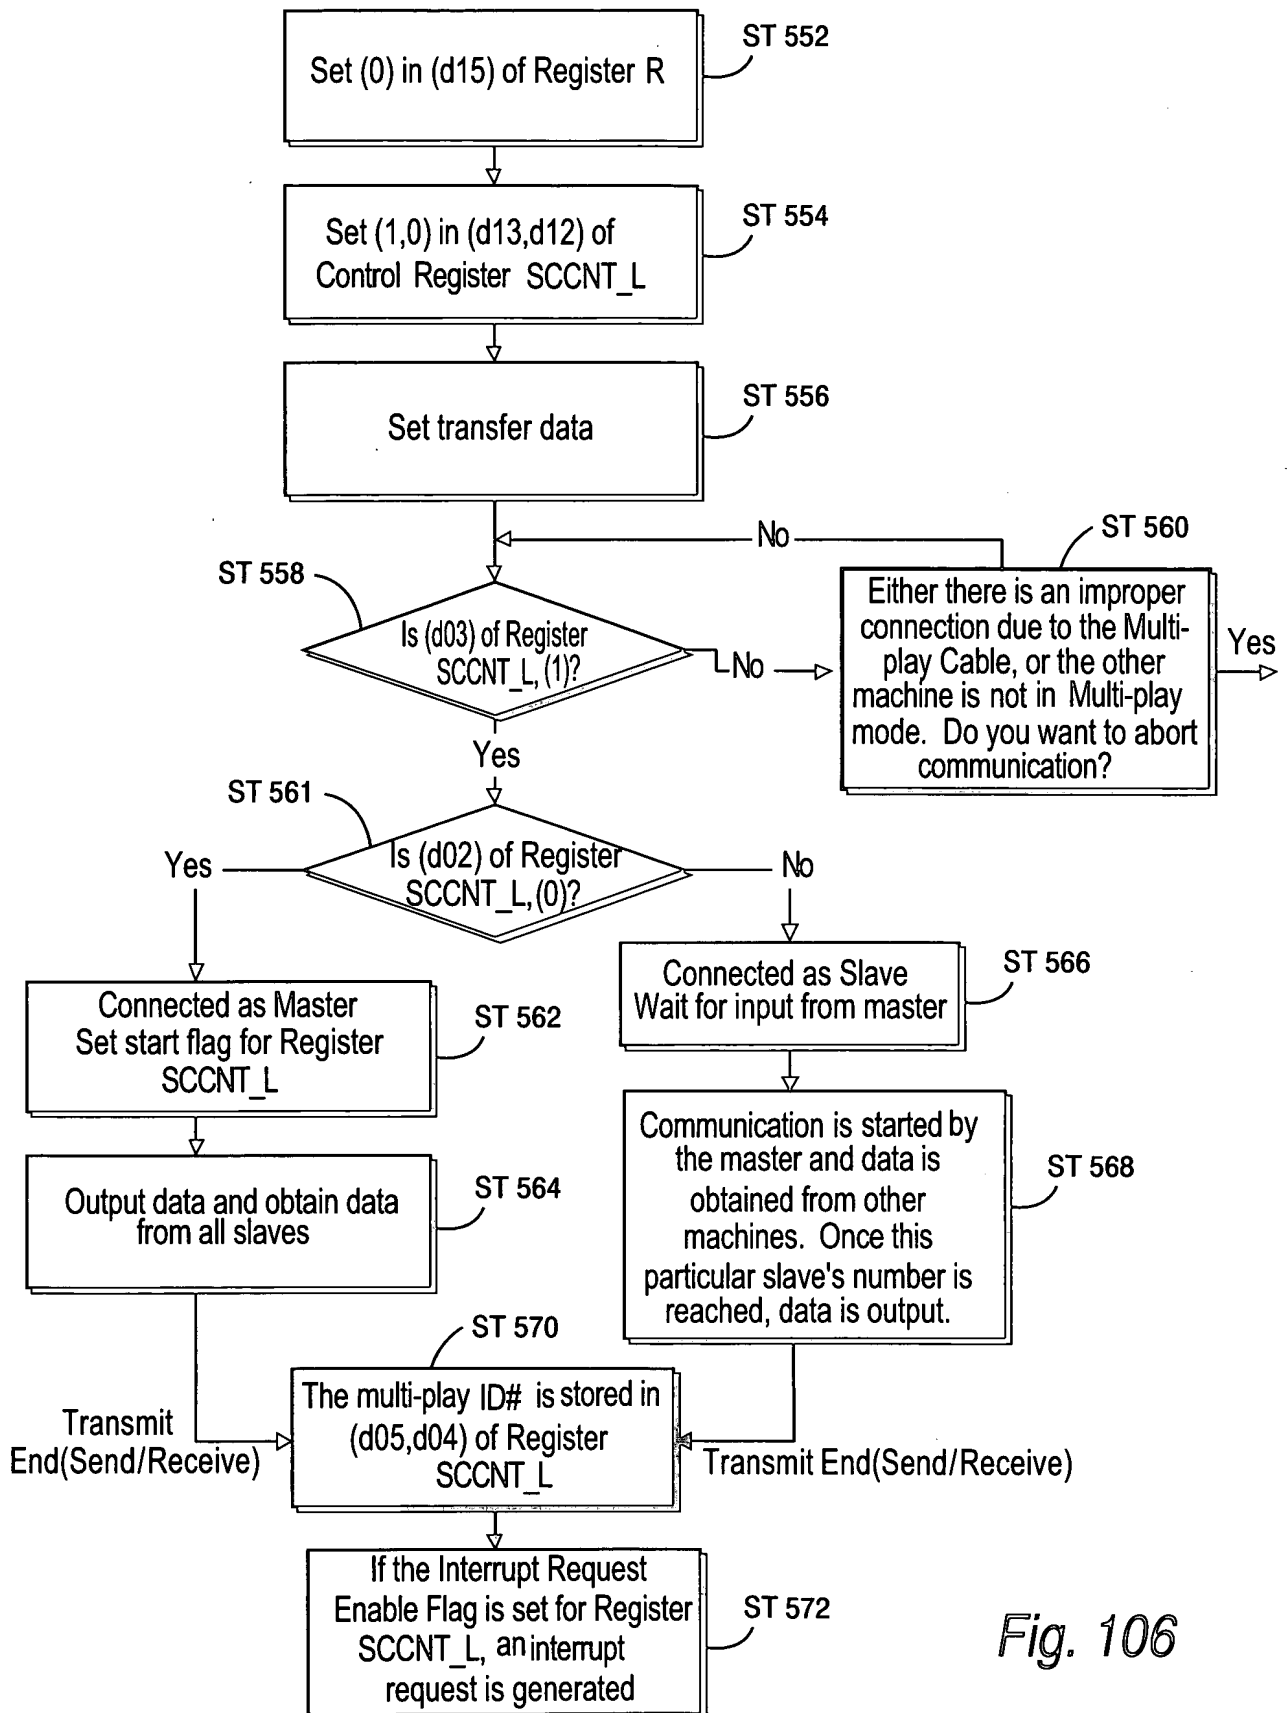 ST 552
Set (0) in (d15) of Register R
ST 554
Set (1,0) in (d13,d12) of
Control Register SCCNT_L
ST 556
Set transfer data
No
ST 560
ST 558
Either there is an improper
connection due to the Multi-
play Cable, or the other
machine is not in Multi-play
mode. Do you want to abort
communication?
Yes
Is (d03) of Register
SCCNT_L, (1)?
No
Yes
ST 561
Is (d02) of Register
SCCNT_L, (0)?
Yes
No
Connected as Master
Set start flag for Register
SCCNT_L
ST 562
Connected as Slave
Wait for input from master
ST 566
Output data and obtain data
from all slaves
ST 564
Communication is started by
the master and data is
obtained from other
machines. Once this
particular slave's number is
reached, data is output.
ST 568
ST 570
The multi-play ID# is stored in
(d05,d04) of Register
SCCNT_L
Transmit
End(Send/Receive)
Transmit End(Send/Receive)
If the Interrupt Request
Enable Flag is set for Register
SCCNT_L, an interrupt
request is generated
ST 572
Fig. 106